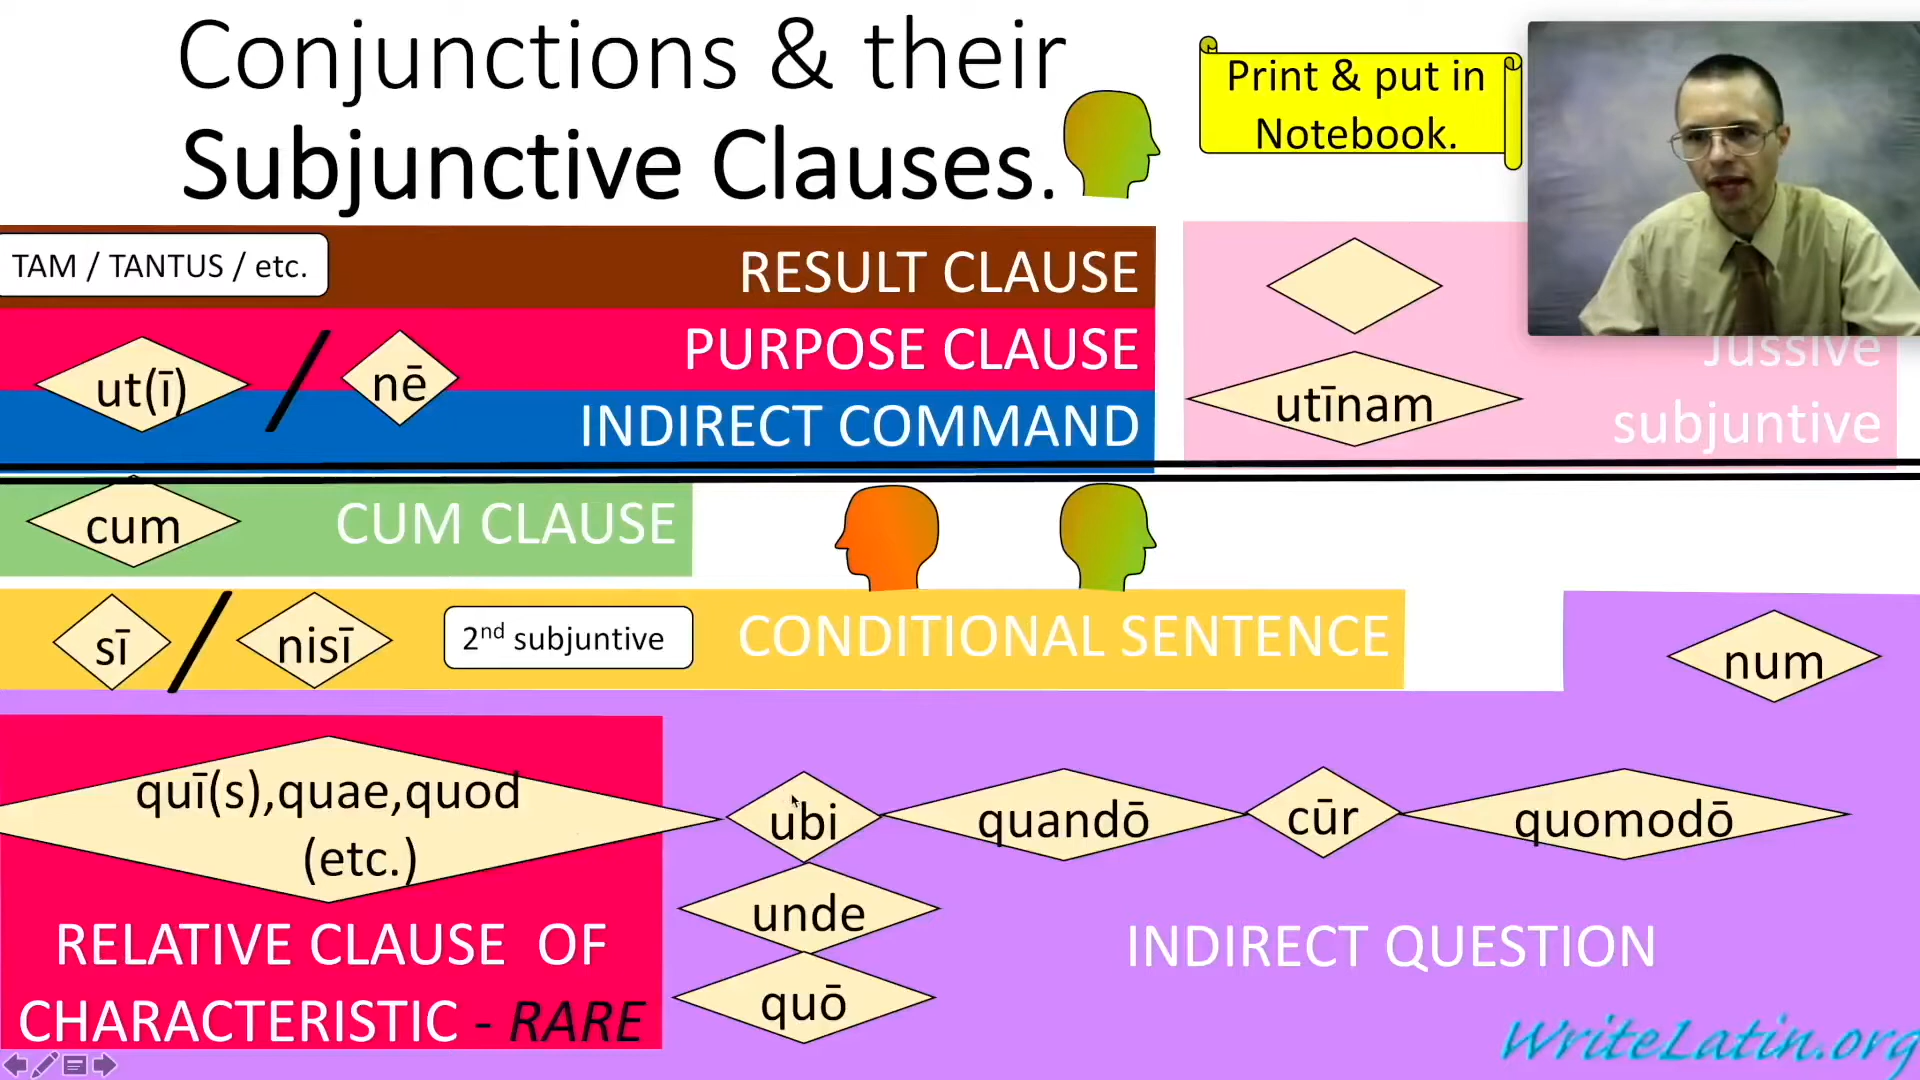 Conjunctions & their
Subjunctive Clauses.
Print & put in
Notebook.
TAM / TANTUS / etc.
RESULT CLAUSE
PURPOSE CLAUSE
ut(ī)
nē
INDIRECT COMMAND
utīnam
Jussive
subjuntive
cum
CUM CLAUSE
sī
nisī
2nd subjuntive
CONDITIONAL SENTENCE
num
quī(s),quae,quod
(etc.)
ubi
quandō
cūr
quomodō
unde
quō
RELATIVE CLAUSE OF
CHARACTERISTIC - RARE
INDIRECT QUESTION
WriteLatin.org